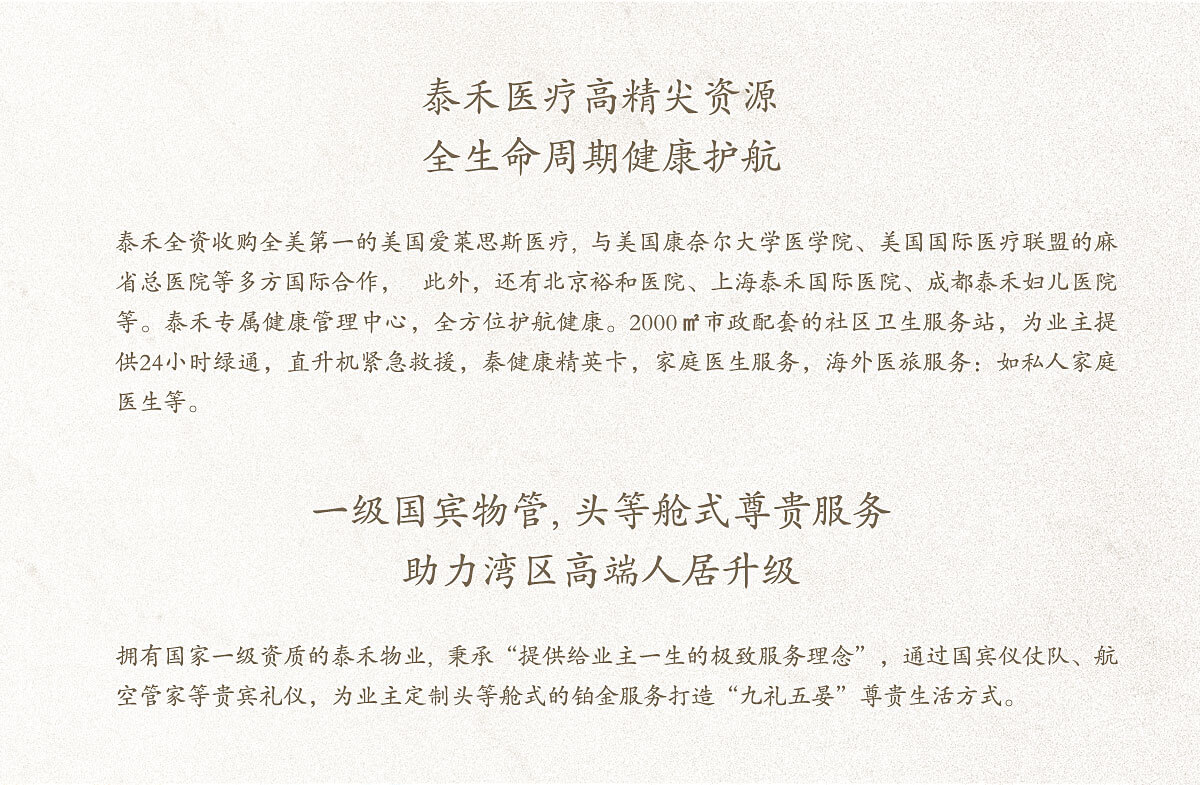 泰禾医疗高精尖资源
全生命周期健康护航
泰禾全资收购全美第一的美国爱莱思斯医疗, 与美国康奈尔大学医学院、美国国际医疗联盟的麻
省总医院等多方国际合作， 此外，还有北京裕和医院、上海泰禾国际医院、成都泰禾妇儿医院
等。泰禾专属健康管理中心，全方位护航健康。2000㎡市政配套的社区卫生服务站，为业主提
供24小时绿通，直升机紧急救援，秦健康精英卡，家庭医生服务，海外医旅服务：如私人家庭
医生等。
一级国宾物管, 头等舱式尊贵服务
助力湾区高端人居升级
拥有国家一级资质的泰禾物业, 秉承“提供给业主一生的极致服务理念”，通过国宾仪仗队、航
空管家等贵宾礼仪，为业主定制头等舱式的铂金服务打造“九礼五晏”尊贵生活方式。